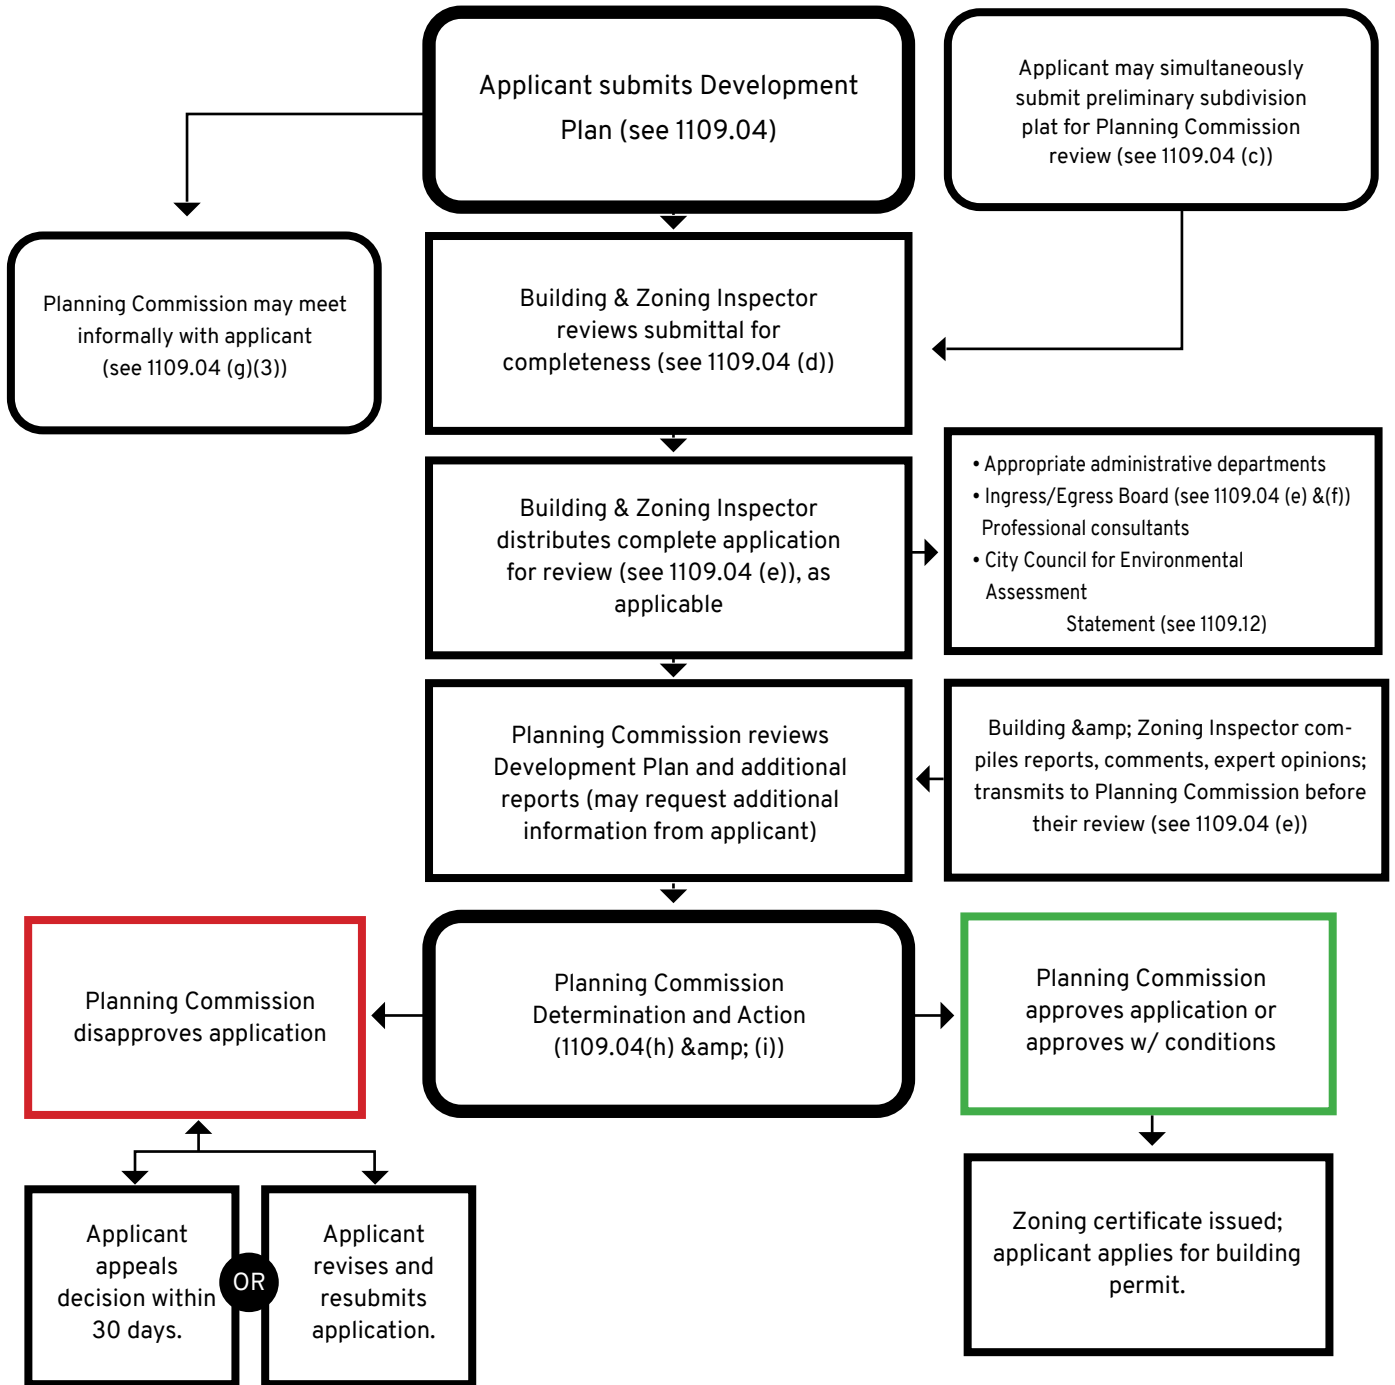 Applicant submits Development
Plan (see 1109.04)
Applicant may simultaneously
submit preliminary subdivision
plat for Planning Commission
review (see 1109.04 (c))
Planning Commission may meet
informally with applicant
(see 1109.04 (g)(3))
Building & Zoning Inspector
reviews submittal for
completeness (see 1109.04 (d))
Building & Zoning Inspector
distributes complete application
for review (see 1109.04 (e)), as
applicable
• Appropriate administrative departments
• Ingress/Egress Board (see 1109.04 (e) &(f))
Professional consultants
• City Council for Environmental
Assessment
Statement (see 1109.12)
Planning Commission reviews
Development Plan and additional
reports (may request additional
information from applicant)
Building &amp; Zoning Inspector com-
piles reports, comments, expert opinions;
transmits to Planning Commission before
their review (see 1109.04 (e))
Planning Commission
disapproves application
Planning Commission
Determination and Action
(1109.04(h) &amp; (i))
Planning Commission
approves application or
approves w/ conditions
Applicant
appeals
decision within
30 days.
OR
Applicant
revises and
resubmits
application.
Zoning certificate issued;
applicant applies for building
permit.